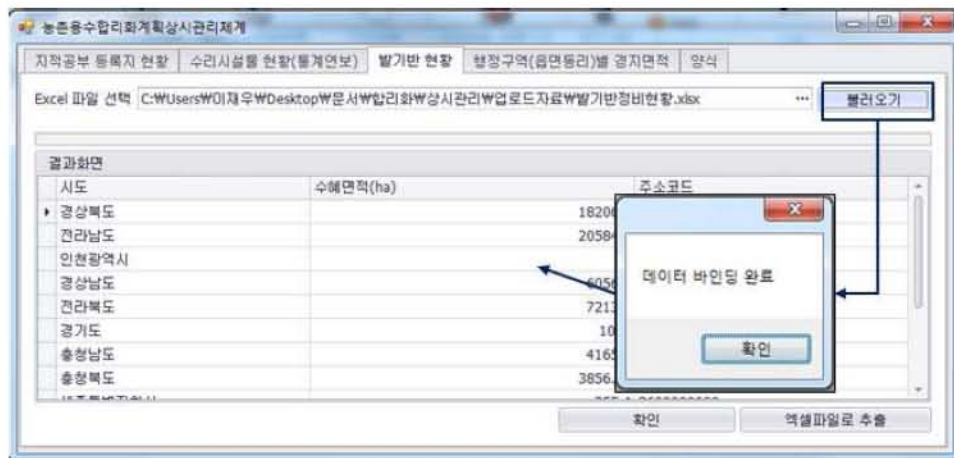 농촌용수합리화계획상시관리체계
지적공부 등록지 현황 수리시설물 현황(통계연보) 밭기반 현황 행정구역(읍면동리)별 경지면적 양식
Excel 파일 선택 C:₩Users₩이재우₩Desktop₩문서₩합리화₩상시관리₩업로드자료₩밭기반정비현황.xlsx ... 불러오기
결과화면
시도 수혜면적(ha) 주소코드
경상북도 18206
전라남도 20584
인천광역시
경상남도 6056
전라북도 7213
경기도 10
충청남도 4165
충청북도 3856.
데이터 바인딩 완료
확인
확인 엑셀파일로 추출